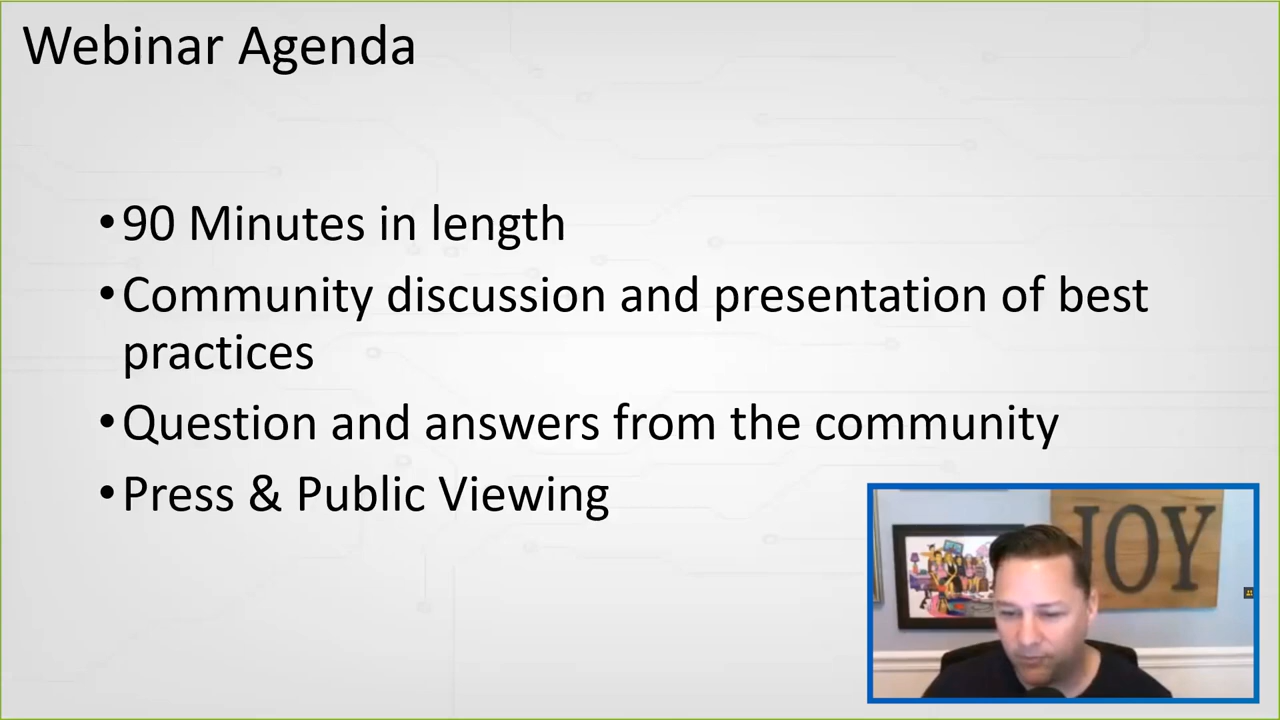 Webinar Agenda
•90 Minutes in length
•Community discussion and presentation of best
practices
•Question and answers from the community
•Press & Public Viewing
JOY